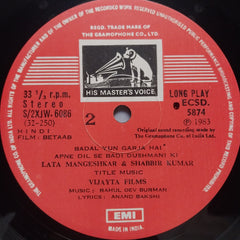 REGD. TRADE MARK OF
THE GRAMOPHONE CO. LTD.
HIS MASTER'S VOICE
33 1/3 r.p.m.
Stereo
S/2XJW. 6086
(32-250)
HINDI
FILM: BETAAB
2
LONG PLAY
ECSD.
5874
℗ 1983
Original sound recording made by
The Gramophone Co. of India Ltd.
BADAL YUN GARJA HAI
APNE DIL SE BADI DUSHMANI KI
LATA MANGESHKAR & SHABBIR KUMAR
TITLE MUSIC
VIJAYTA FILMS
MUSIC : RAHUL DEV BURMAN
LYRICS : ANAND BAKSHI
EMI